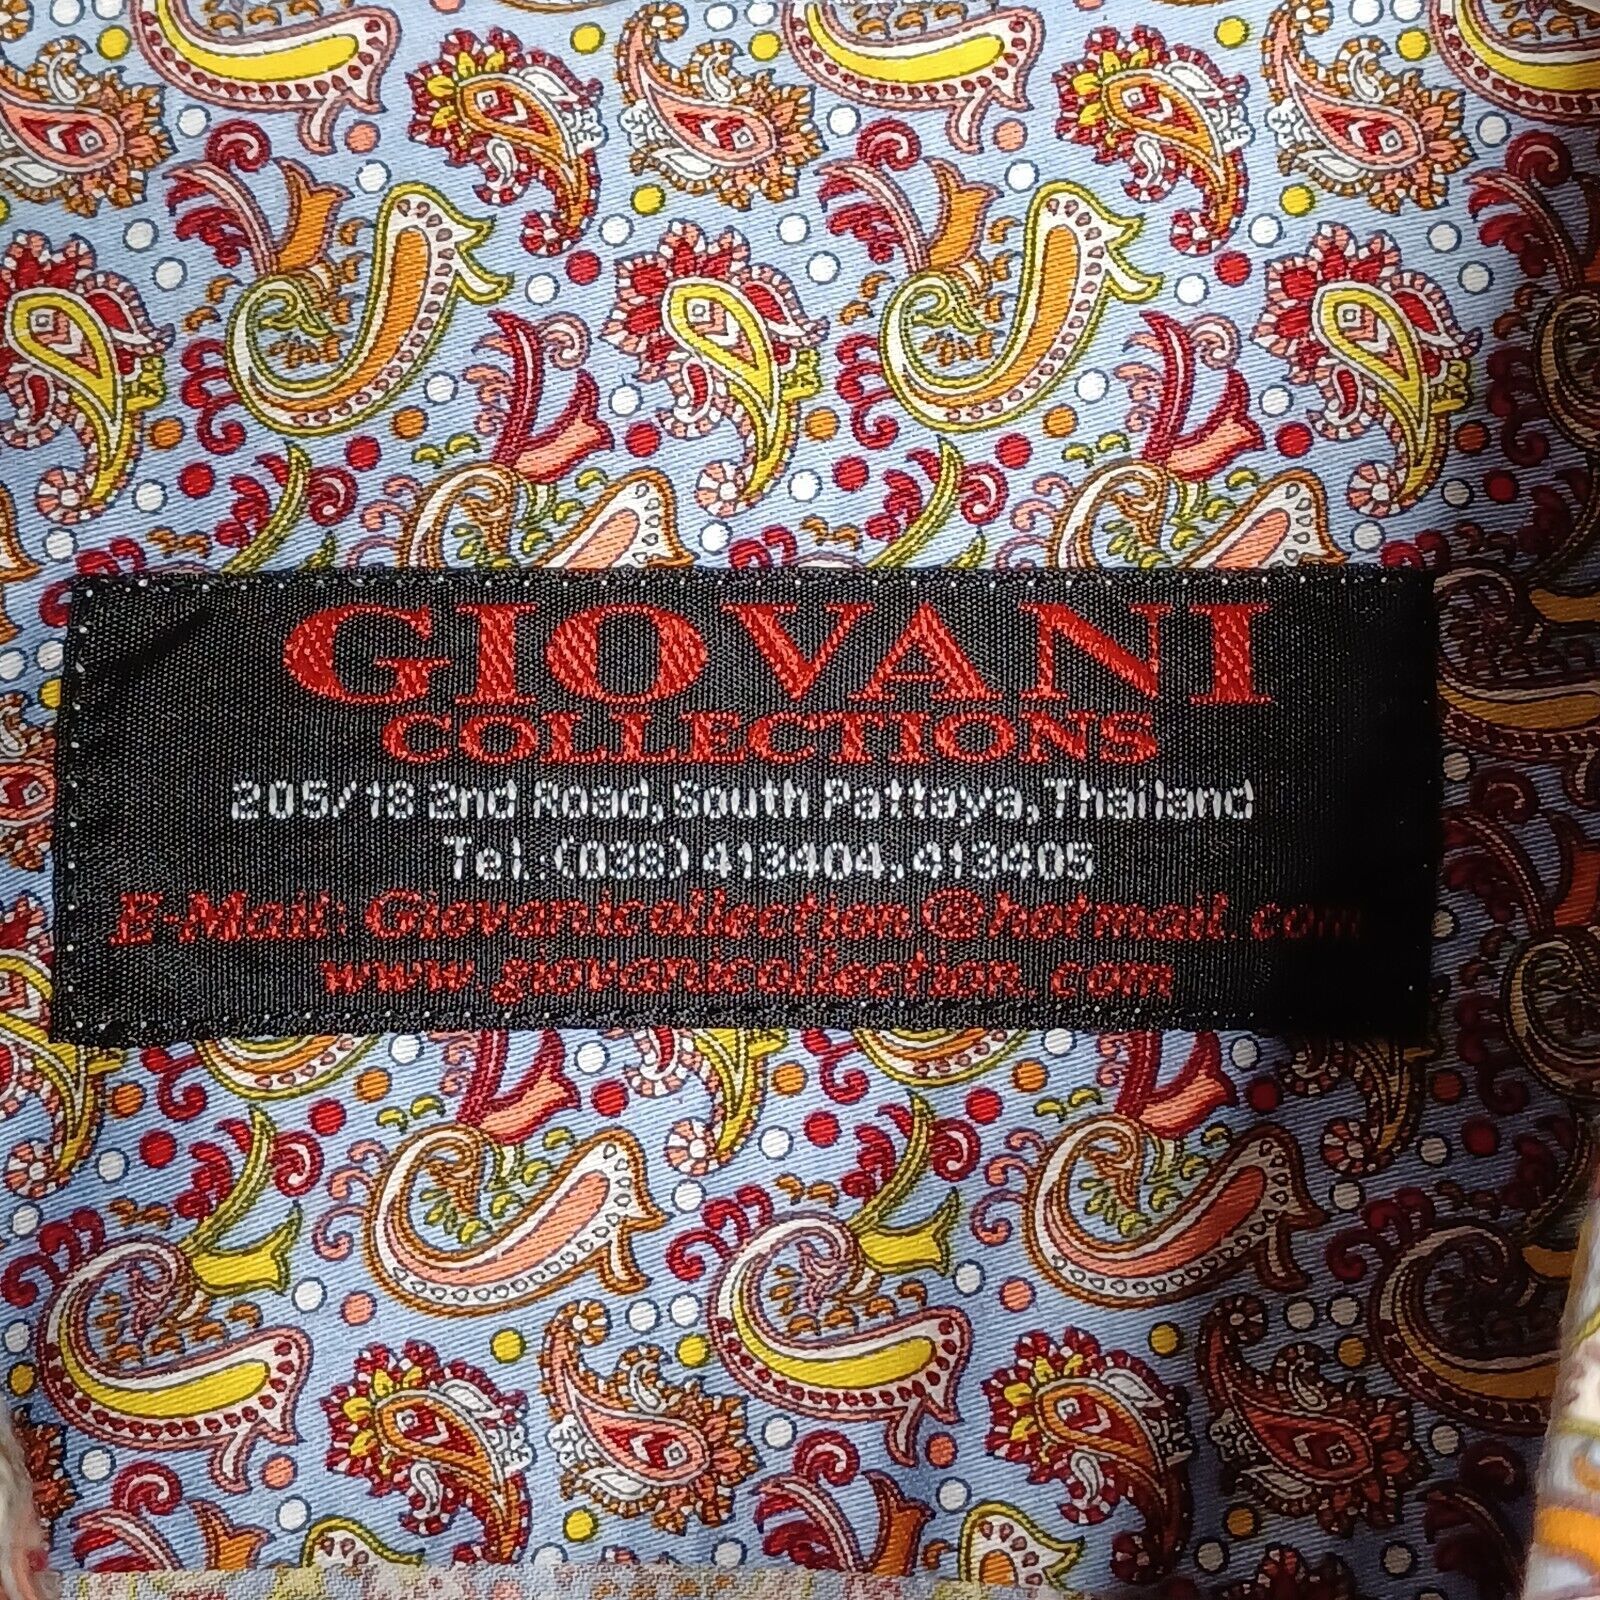 GIOVANI
COLLECTIONS
205/18 2nd Road,South Pattaya,Thailand
Tel.:(038) 413404, 413405
E-Mail: Giovanicollection@hotmail.com
www.giovanicollection.com